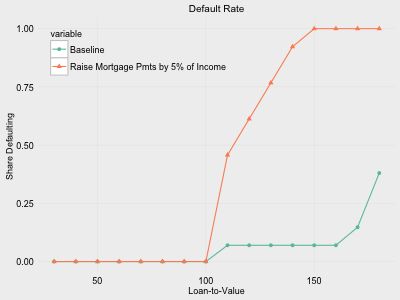 Default Rate
variable
Baseline
Raise Mortgage Pmts by 5% of Income
Share Defaulting
1.00
0.75
0.50
0.25
0.00
50
100
150
Loan-to-Value